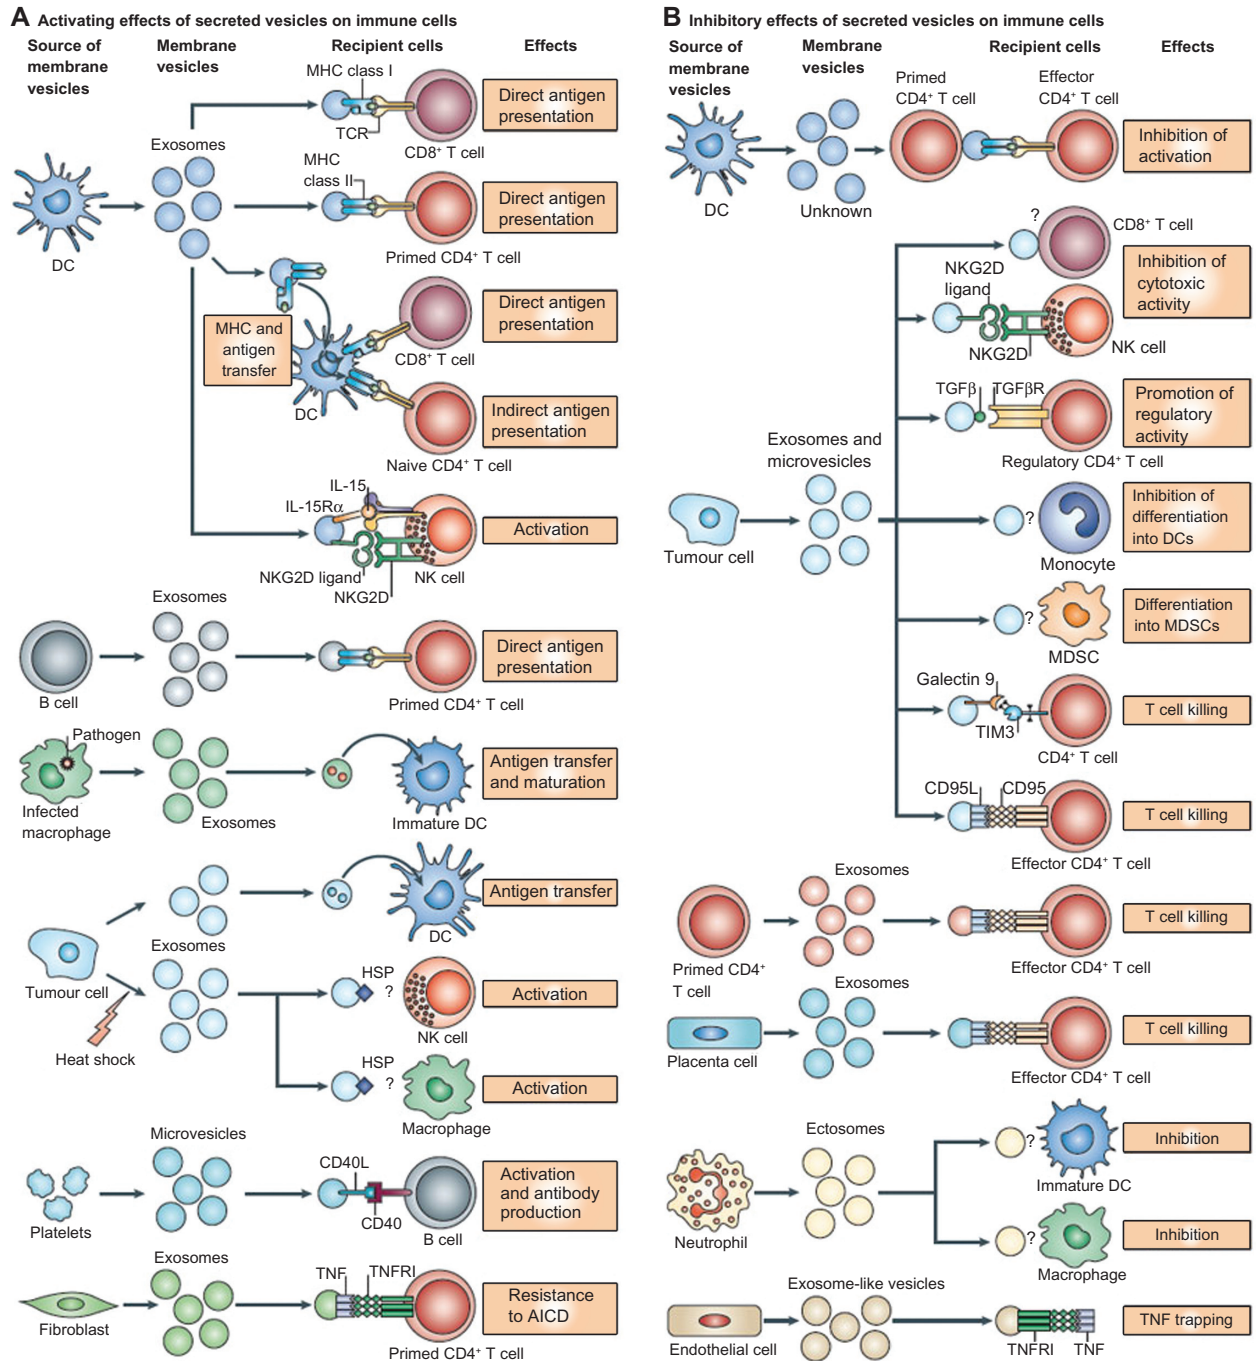 A Activating effects of secreted vesicles on immune cells
Source of
membrane
vesicles
Membrane
vesicles
Recipient cells
Effects
MHC class I
TCR
CD8⁺ T cell
Direct antigen
presentation
Exosomes
DC
MHC
class II
Primed CD4⁺ T cell
Direct antigen
presentation
MHC and
antigen
transfer
DC
CD8⁺ T cell
Direct antigen
presentation
Naive CD4⁺ T cell
Indirect antigen
presentation
IL-15
IL-15Rα
NKG2D ligand
NKG2D
NK cell
Activation
B cell
Exosomes
Primed CD4⁺ T cell
Direct antigen
presentation
Pathogen
Infected
macrophage
Exosomes
Immature DC
Antigen transfer
and maturation
Tumour cell
Exosomes
DC
Antigen transfer
Heat shock
HSP
?
NK cell
Activation
HSP
?
Macrophage
Activation
Platelets
Microvesicles
CD40L
CD40
B cell
Activation
and antibody
production
Fibroblast
Exosomes
TNF
TNFRI
Primed CD4⁺ T cell
Resistance
to AICD
B Inhibitory effects of secreted vesicles on immune cells
Source of
membrane
vesicles
Membrane
vesicles
Recipient cells
Effects
DC
Unknown
Primed
CD4⁺ T cell
Effector
CD4⁺ T cell
Inhibition of
activation
Tumour cell
Exosomes and
microvesicles
?
CD8⁺ T cell
NKG2D
ligand
NKG2D
NK cell
Inhibition of
cytotoxic
activity
TGFβ
TGFβR
Regulatory CD4⁺ T cell
Promotion of
regulatory
activity
?
Monocyte
Inhibition of
differentiation
into DCs
?
MDSC
Differentiation
into MDSCs
Galectin 9
TIM3
CD4⁺ T cell
T cell killing
CD95L
CD95
Effector CD4⁺ T cell
T cell killing
Primed CD4⁺
T cell
Exosomes
Effector CD4⁺ T cell
T cell killing
Placenta cell
Exosomes
Effector CD4⁺ T cell
T cell killing
Neutrophil
Ectosomes
?
Immature DC
Inhibition
?
Macrophage
Inhibition
Endothelial cell
Exosome-like vesicles
TNFRI
TNF
TNF trapping